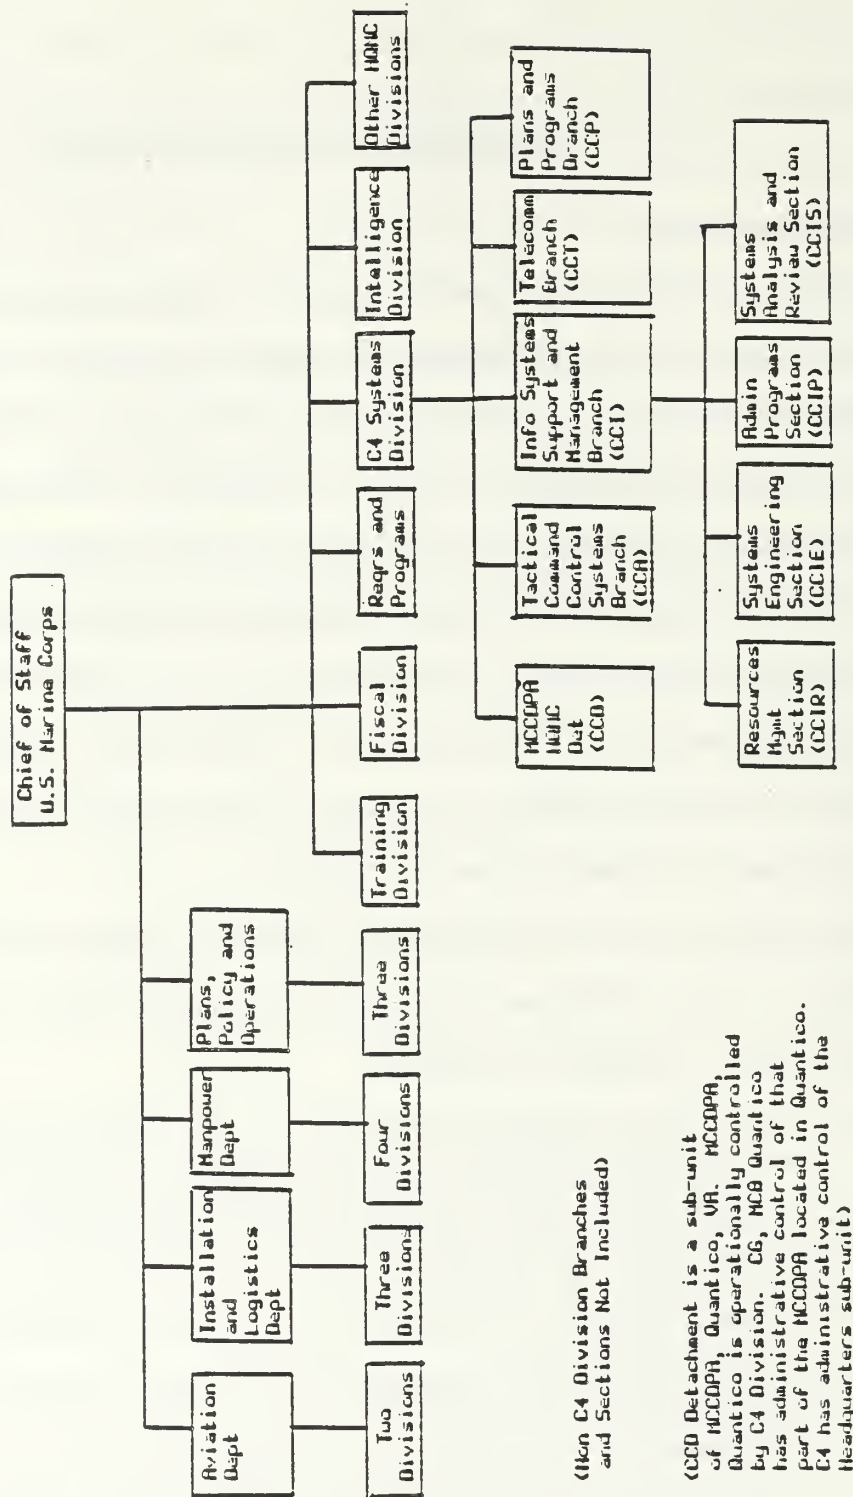 Chief of Staff
U.S. Marine Corps
Aviation
Dept
Installation
and
Logistics
Dept
Manpower
Dept
Plans,
Policy and
Operations
Two
Divisions
Three
Divisions
Four
Divisions
Three
Divisions
Training
Division
Fiscal
Division
Reqrs and
Programs
C4 Systems
Division
Intelligence
Division
Other HQMC
Divisions
MCCDPA
HQMC
Det
(CCD)
Tactical
Command
Control
Systems
Branch
(CCA)
Info Systems
Support and
Management
Branch
(CCI)
Telecomm
Branch
(CCT)
Plans and
Programs
Branch
(CCP)
Resources
Mgmt
Section
(CCIR)
Systems
Engineering
Section
(CCIE)
Admin
Programs
Section
(CCIP)
Systems
Analysis and
Review Section
(CCIS)
(Non C4 Division Branches
and Sections Not Included)
(CCD Detachment is a sub-unit
of MCCDPA, Quantico, VA. MCCDPA,
Quantico is operationally controlled
by C4 Division. CG, MCB Quantico
has administrative control of that
part of the MCCDPA located in Quantico.
C4 has administrative control of the
Headquarters sub-unit)